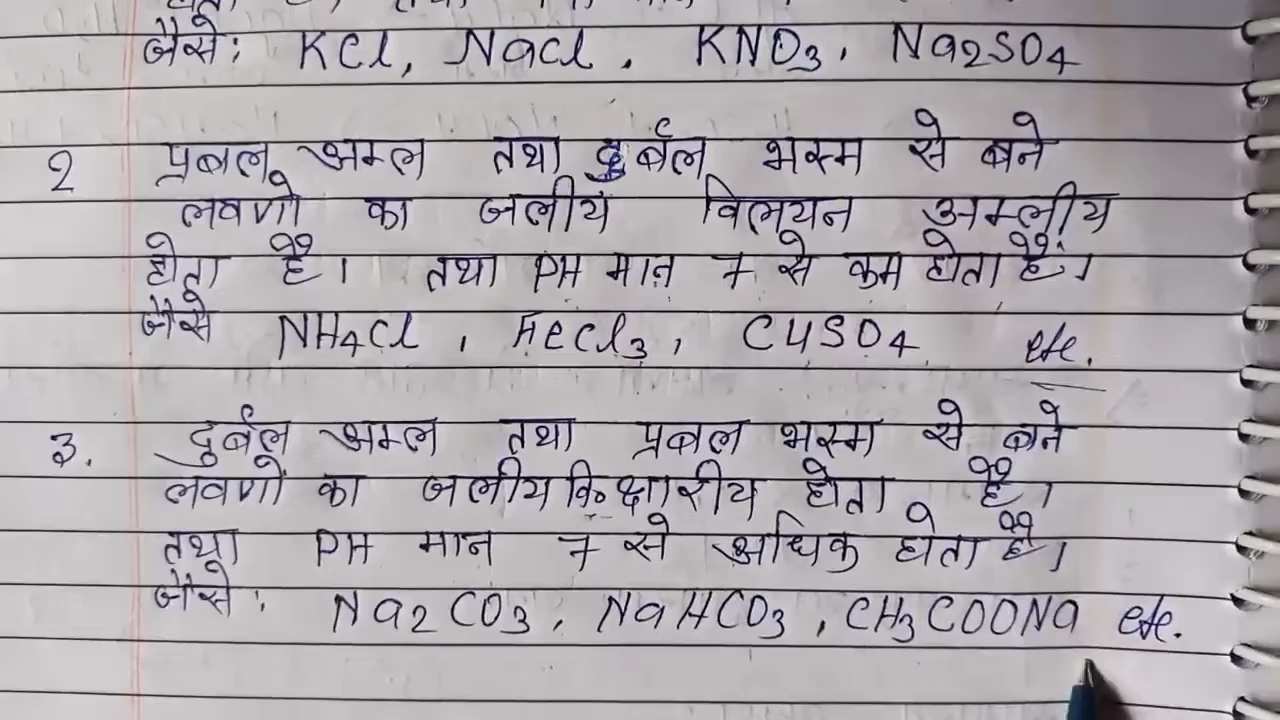 जैसे: KCl, NaCl, KNO3, Na2SO4
2 प्रबल अम्ल तथा दुर्बल भस्म से बने
लवणो का जलीय विलयन अम्लीय
होता है। तथा PH मान 7 से कम होता है।
जैसे NH4Cl, FeCl3, CuSO4 etc.
3. दुर्बल अम्ल तथा प्रबल भस्म से बने
लवणों का जलीय वि॰ क्षारीय होता है।
तथा PH मान 7 से अधिक होता है।
जैसे: Na2CO3, NaHCO3, CH3COONa etc.